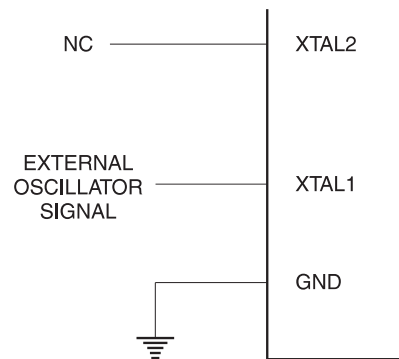 NC
XTAL2
EXTERNAL
OSCILLATOR
SIGNAL
XTAL1
GND